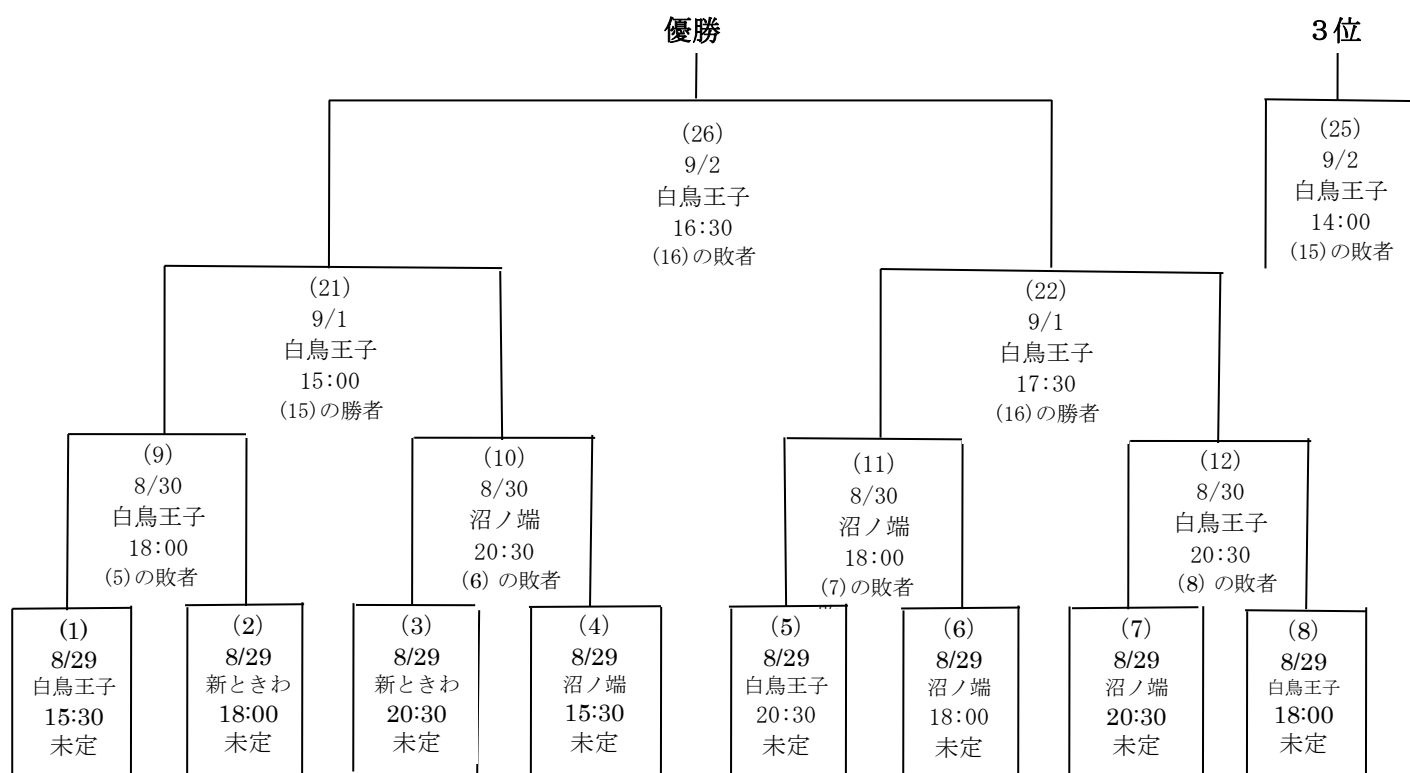 優勝
３位
(26)
9/2
白鳥王子
16:30
(16)の敗者
(25)
9/2
白鳥王子
14:00
(15)の敗者
(21)
9/1
白鳥王子
15:00
(15)の勝者
(22)
9/1
白鳥王子
17:30
(16)の勝者
(9)
8/30
白鳥王子
18:00
(5)の敗者
(10)
8/30
沼ノ端
20:30
(6) の敗者
(11)
8/30
沼ノ端
18:00
(7)の敗者
(12)
8/30
白鳥王子
20:30
(8) の敗者
(1)
8/29
白鳥王子
15:30
未定
(2)
8/29
新ときわ
18:00
未定
(3)
8/29
新ときわ
20:30
未定
(4)
8/29
沼ノ端
15:30
未定
(5)
8/29
白鳥王子
20:30
未定
(6)
8/29
沼ノ端
18:00
未定
(7)
8/29
沼ノ端
20:30
未定
(8)
8/29
白鳥王子
18:00
未定